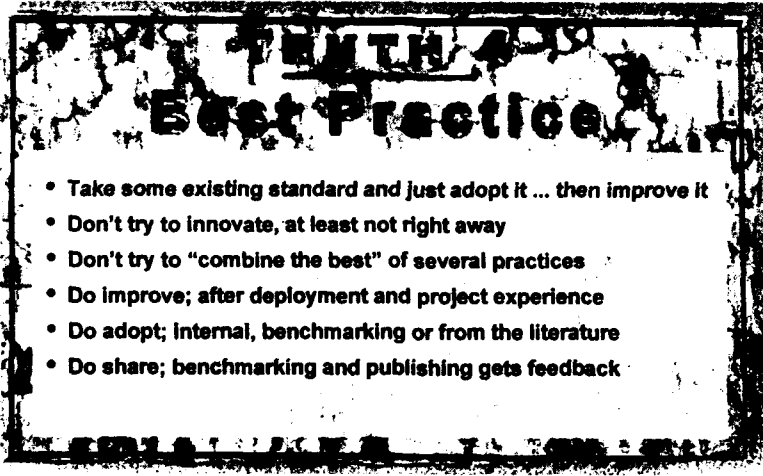 TRUTH 4
Best Practice
• Take some existing standard and just adopt it ... then improve it
• Don't try to innovate, at least not right away
• Don't try to “combine the best” of several practices
• Do improve; after deployment and project experience
• Do adopt; internal, benchmarking or from the literature
• Do share; benchmarking and publishing gets feedback